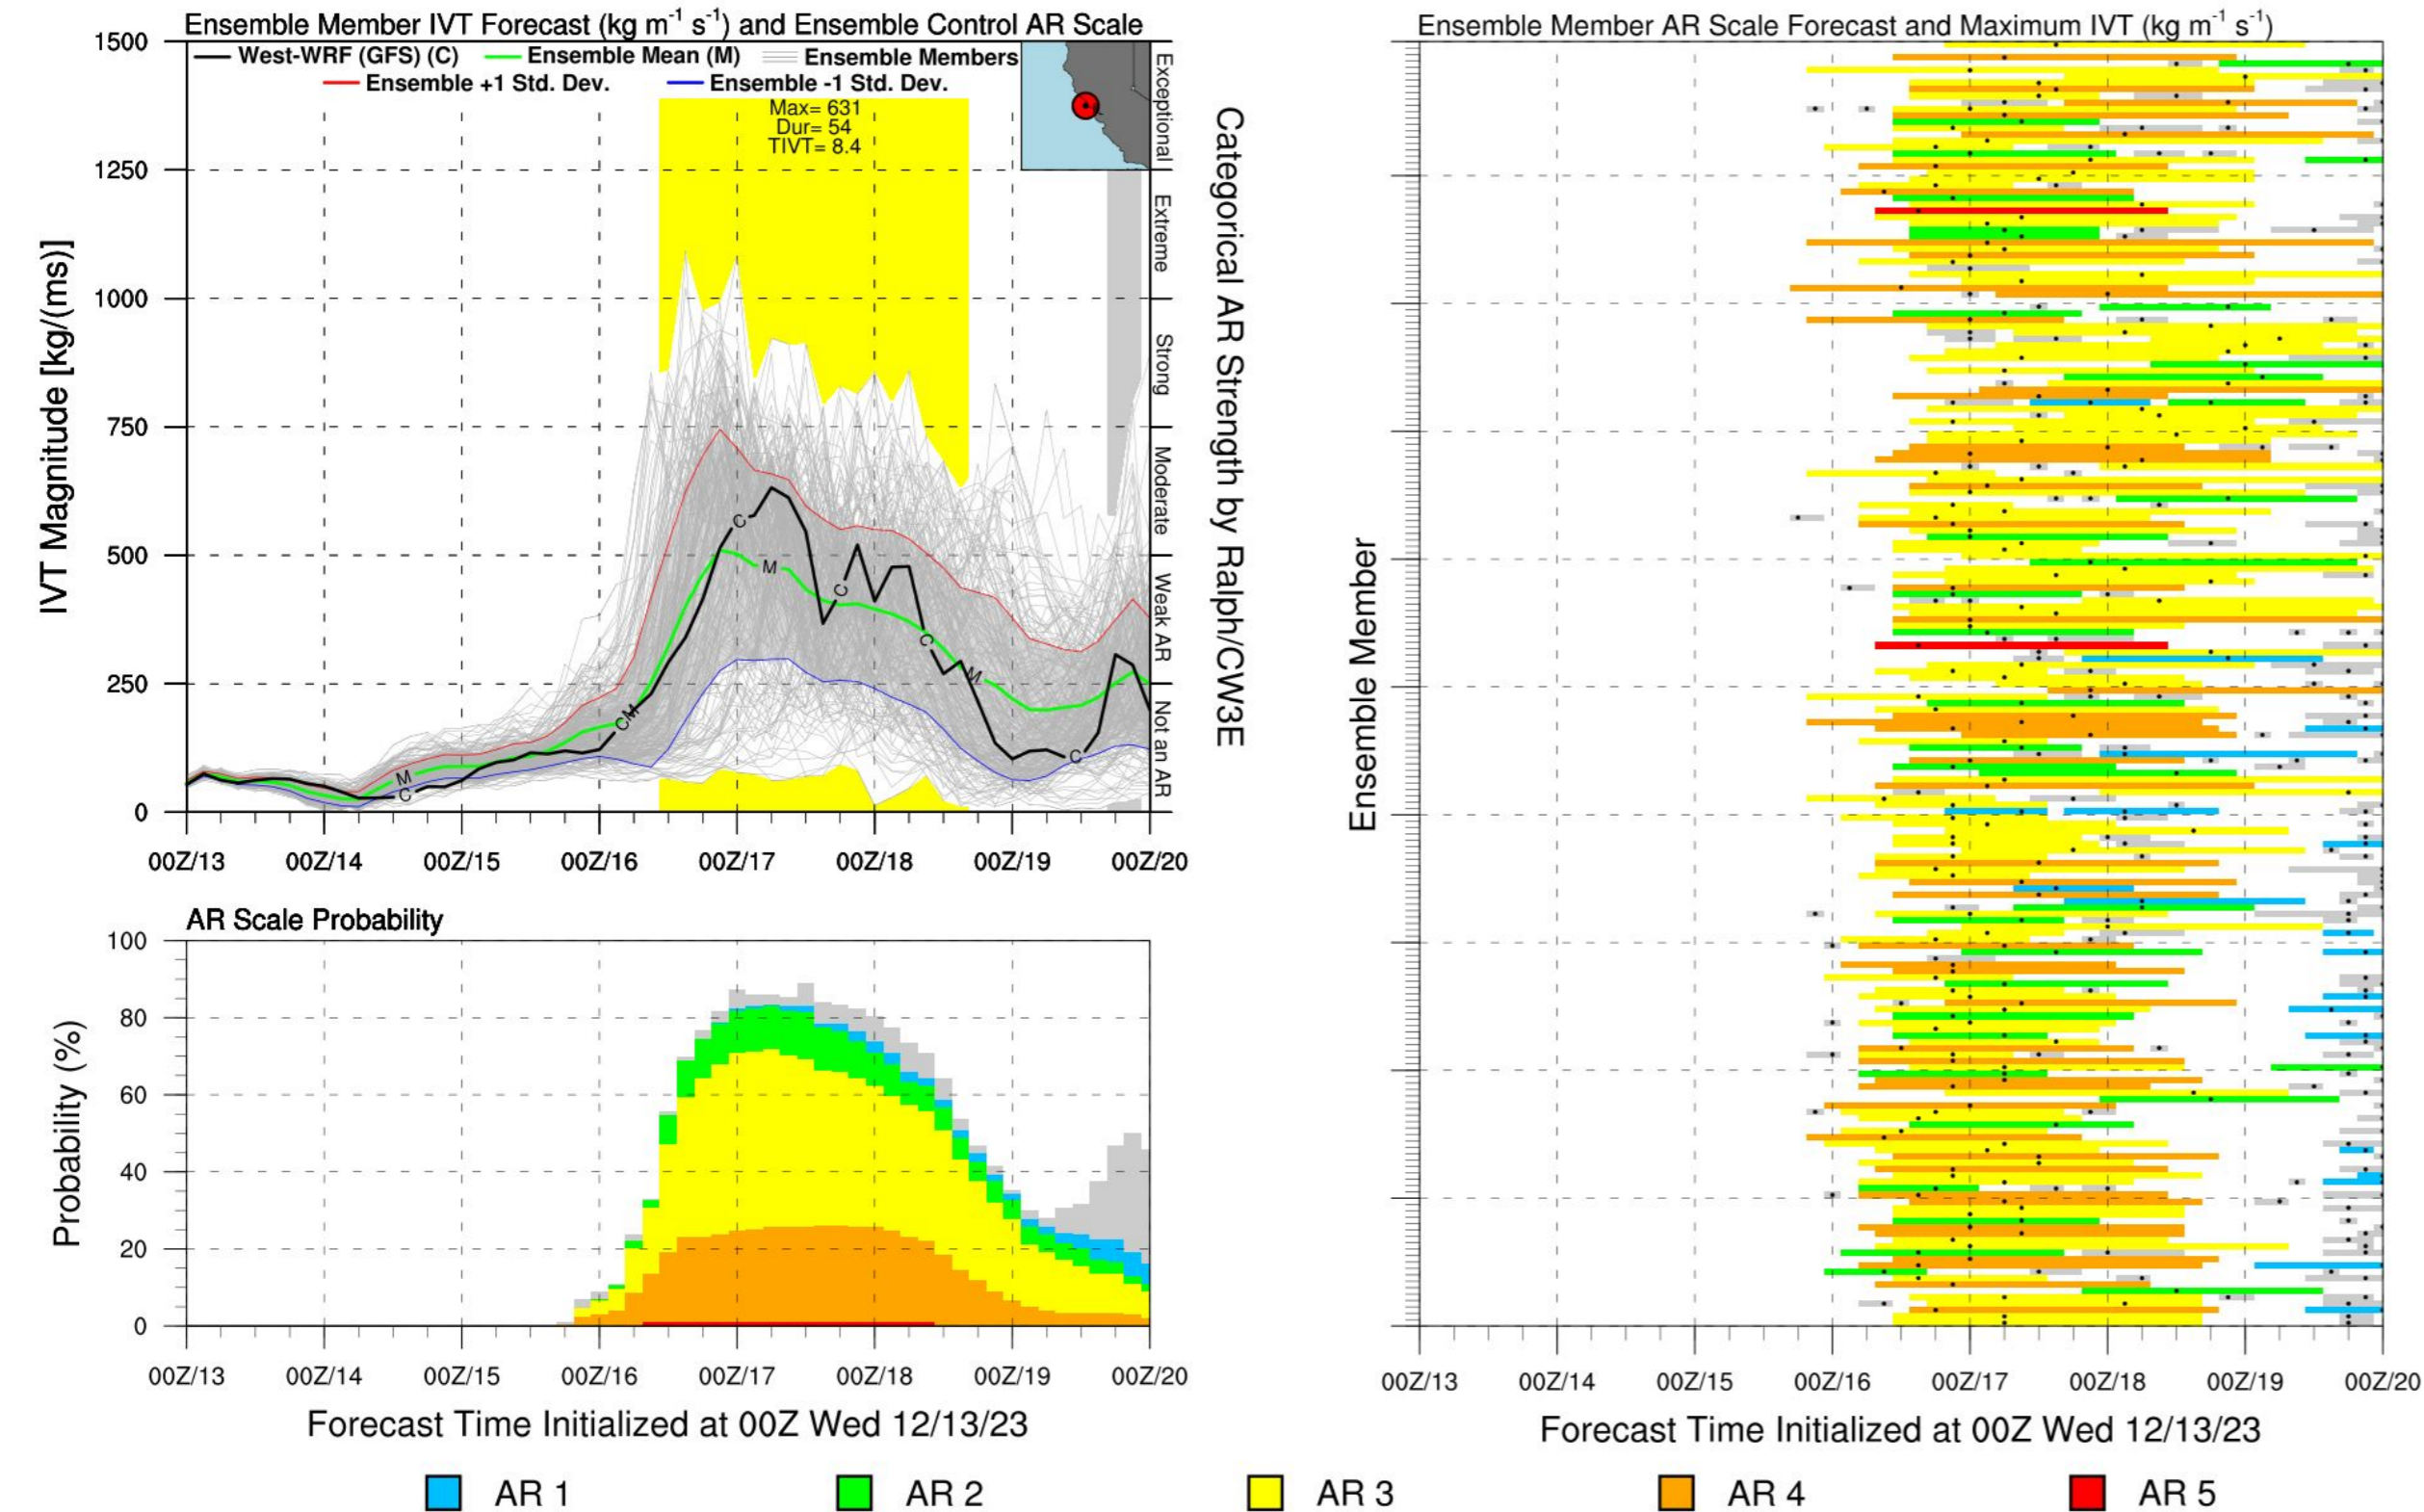 Ensemble Member IVT Forecast (kg m-1 s-1) and Ensemble Control AR Scale
West-WRF (GFS) (C)
Ensemble Mean (M)
Ensemble Members
Ensemble +1 Std. Dev.
Ensemble -1 Std. Dev.
Max= 631
Dur= 54
TIVT= 8.4
IVT Magnitude [kg/(ms)]
1500
1250
1000
750
500
250
0
Exceptional
Extreme
Strong
Moderate
Weak AR
Not an AR
Categorical AR Strength by Ralph/CW3E
C
M
C
C
M
CM
M
C
C
C
00Z/13 00Z/14 00Z/15 00Z/16 00Z/17 00Z/18 00Z/19 00Z/20
AR Scale Probability
Probability (%)
100
80
60
40
20
0
00Z/13 00Z/14 00Z/15 00Z/16 00Z/17 00Z/18 00Z/19 00Z/20
Forecast Time Initialized at 00Z Wed 12/13/23
Ensemble Member AR Scale Forecast and Maximum IVT (kg m-1 s-1)
Ensemble Member
00Z/13 00Z/14 00Z/15 00Z/16 00Z/17 00Z/18 00Z/19 00Z/20
Forecast Time Initialized at 00Z Wed 12/13/23
AR 1 AR 2 AR 3 AR 4 AR 5